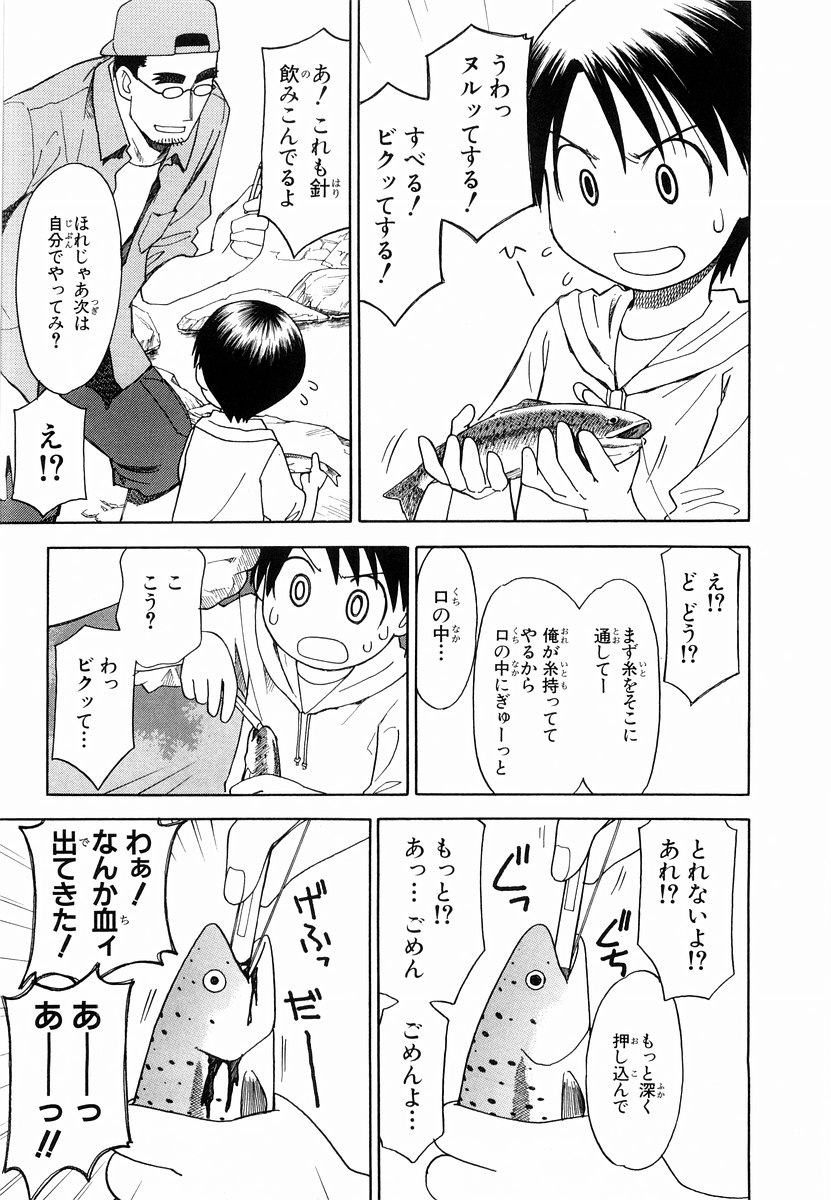 うわっ
ヌルッてする!
すべる!
ビクッてする!
あ! これも針
飲みこんでるよ
ほれじゃあ次は
自分でやってみ?
え!?
え!?
ど どう!?
まず糸をそこに
通してー
俺が糸持ってて
やるから
口の中にぎゅーっと
口の中…
こ
こう?
わっ
ビクッて…
とれないよ!?
あれ!?
もっと深く
押し込んで
ぐっ
ぐちっ
もっと!?
あっ… ごめん
ごめんよ…
げふっ
だーーー
わぁ!
なんか血ィ
出てきた!
あーーっ
あーーっ!!